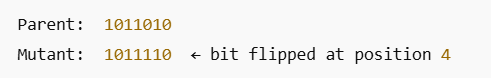 Parent:  1011010
Mutant:  1011110  ← bit flipped at position 4